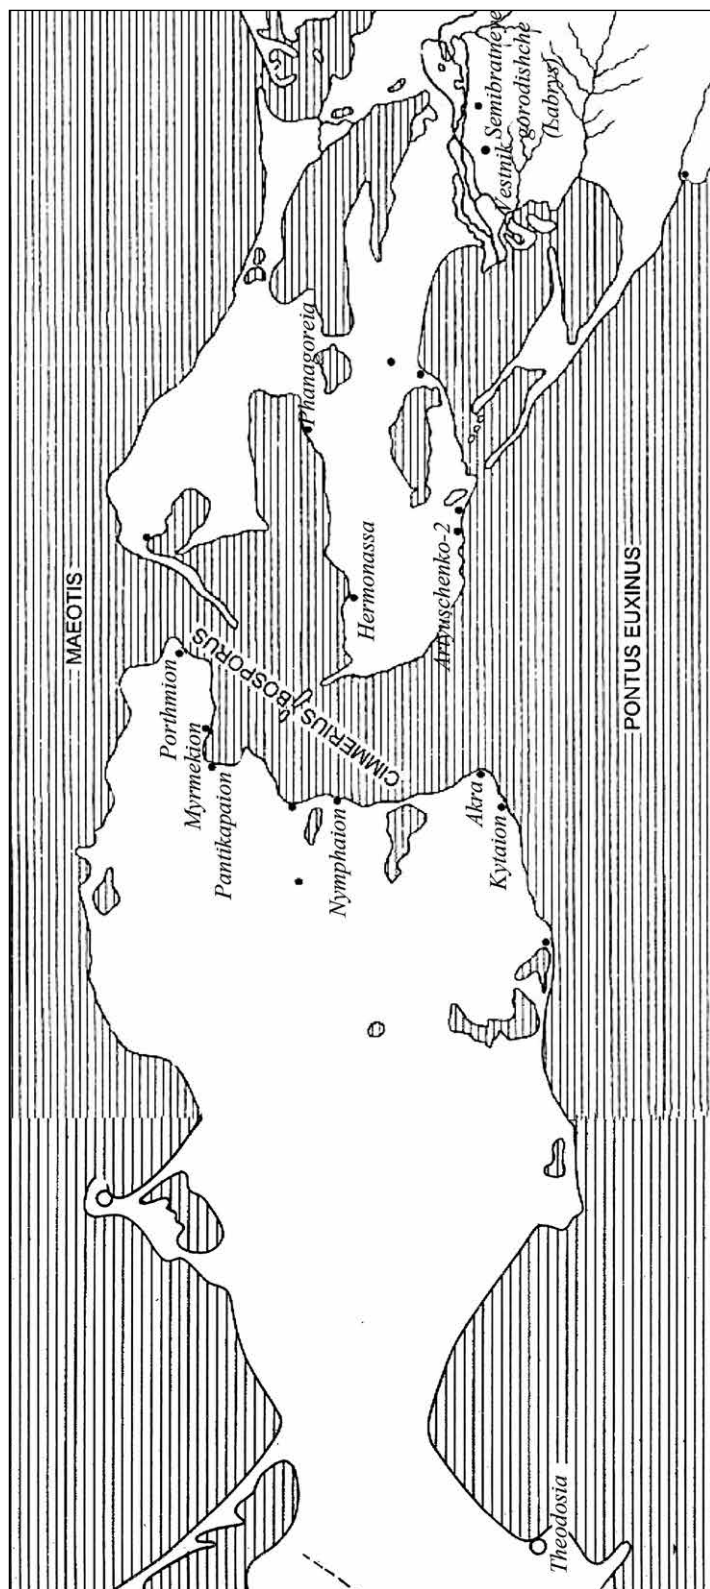 MAEOTIS
Porthmion
Myrmekion
Pantikapaion
CIMMERIUS BOSPORUS
Nymphaion
Akra
Kytaion
Theodosia
Phanagoreia
Hermonassa
Artyuschenko-2
Vestnik
Semibratneye
gorodishche
(Labrys)
PONTUS EUXINUS